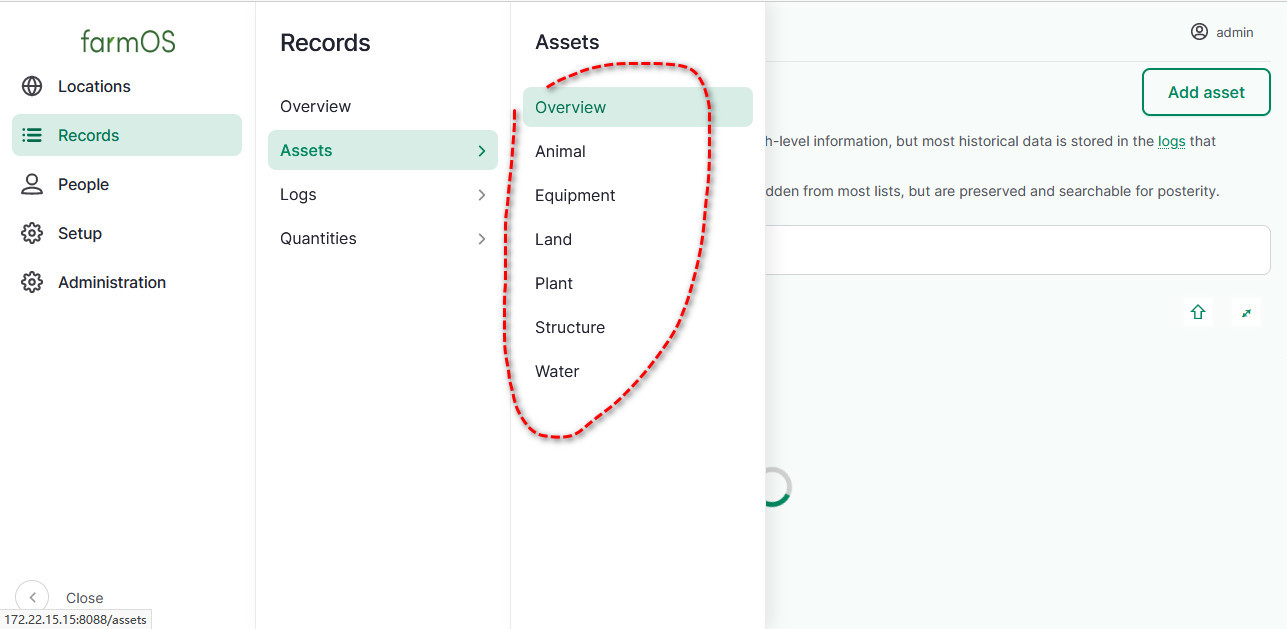 farmOS
Locations
Records
People
Setup
Administration
Close
172.22.15.15:8088/assets
Records
Overview
Assets
Logs
Quantities
Assets
Overview
Animal
Equipment
Land
Plant
Structure
Water
admin
Add asset
h-level information, but most historical data is stored in the logs that
dden from most lists, but are preserved and searchable for posterity.